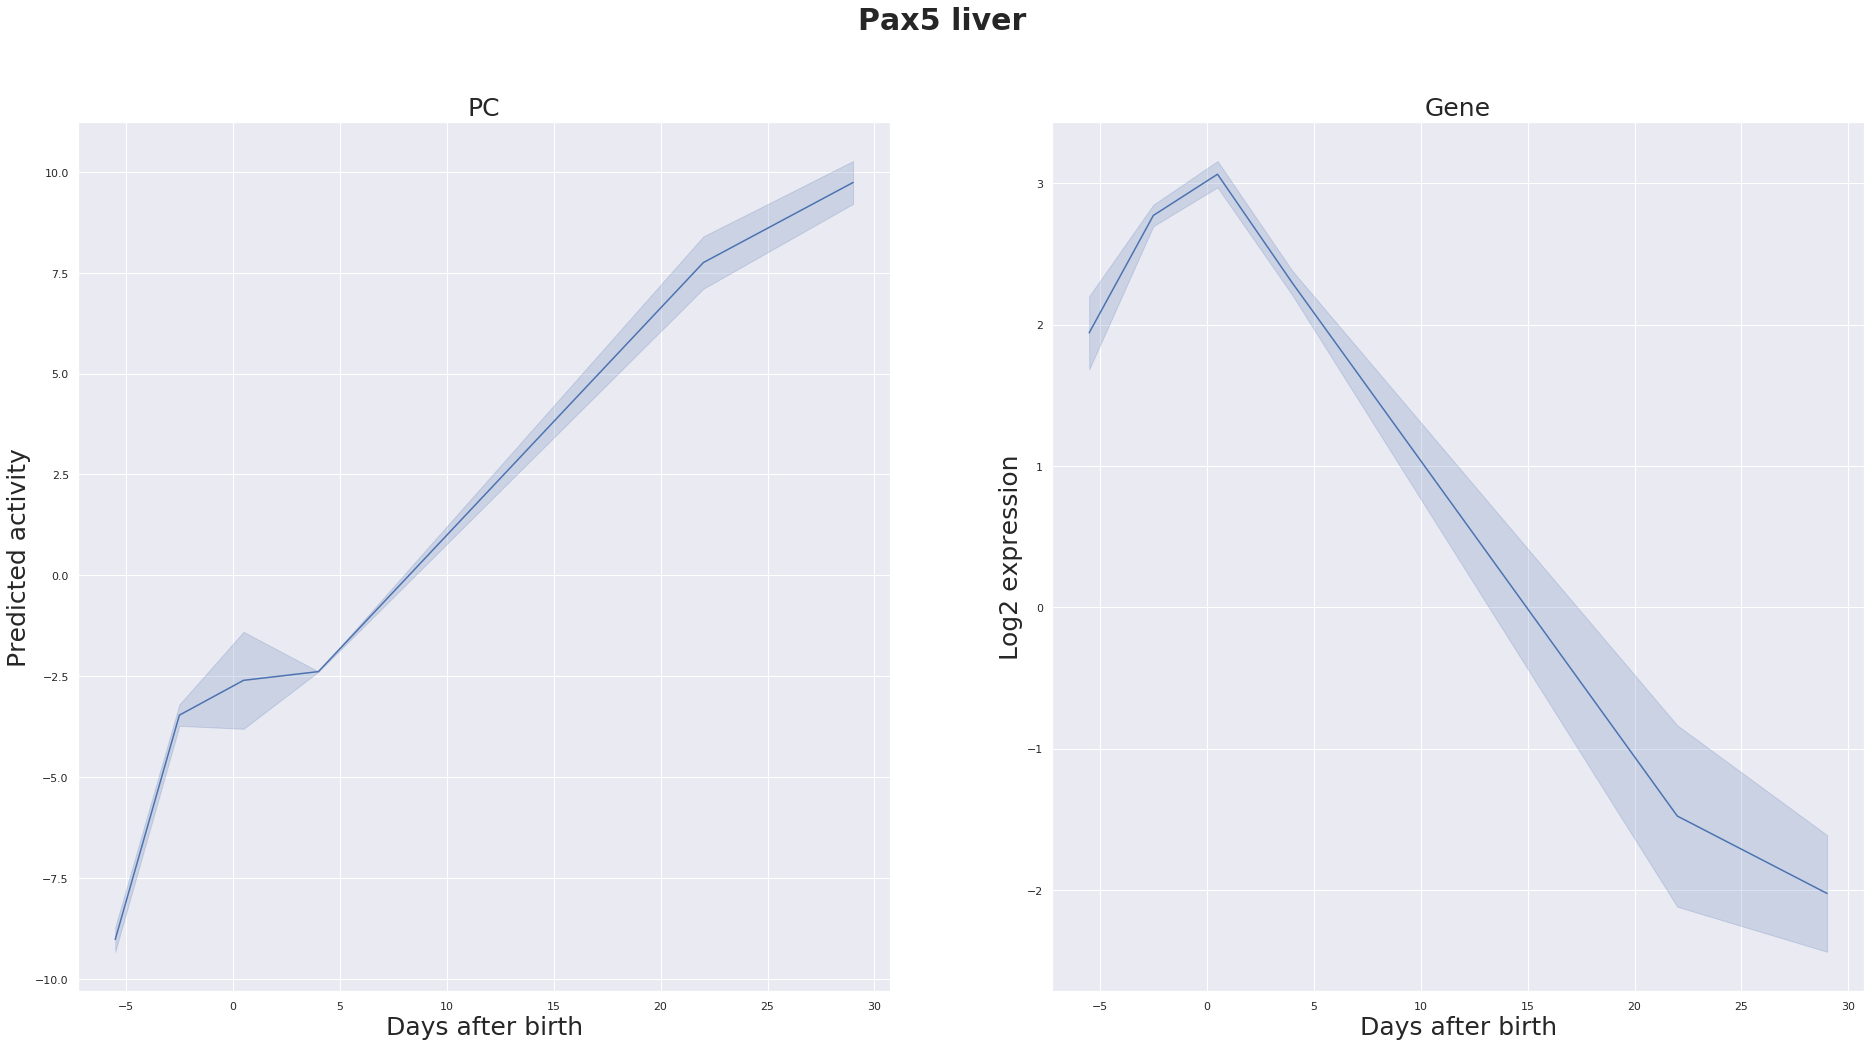 Pax5 liver
PC
10.0
7.5
5.0
2.5
0.0
−2.5
−5.0
−7.5
−10.0
Predicted activity
−5 0 5 10 15 20 25 30
Days after birth
Gene
3
2
1
0
−1
−2
Log2 expression
−5 0 5 10 15 20 25 30
Days after birth